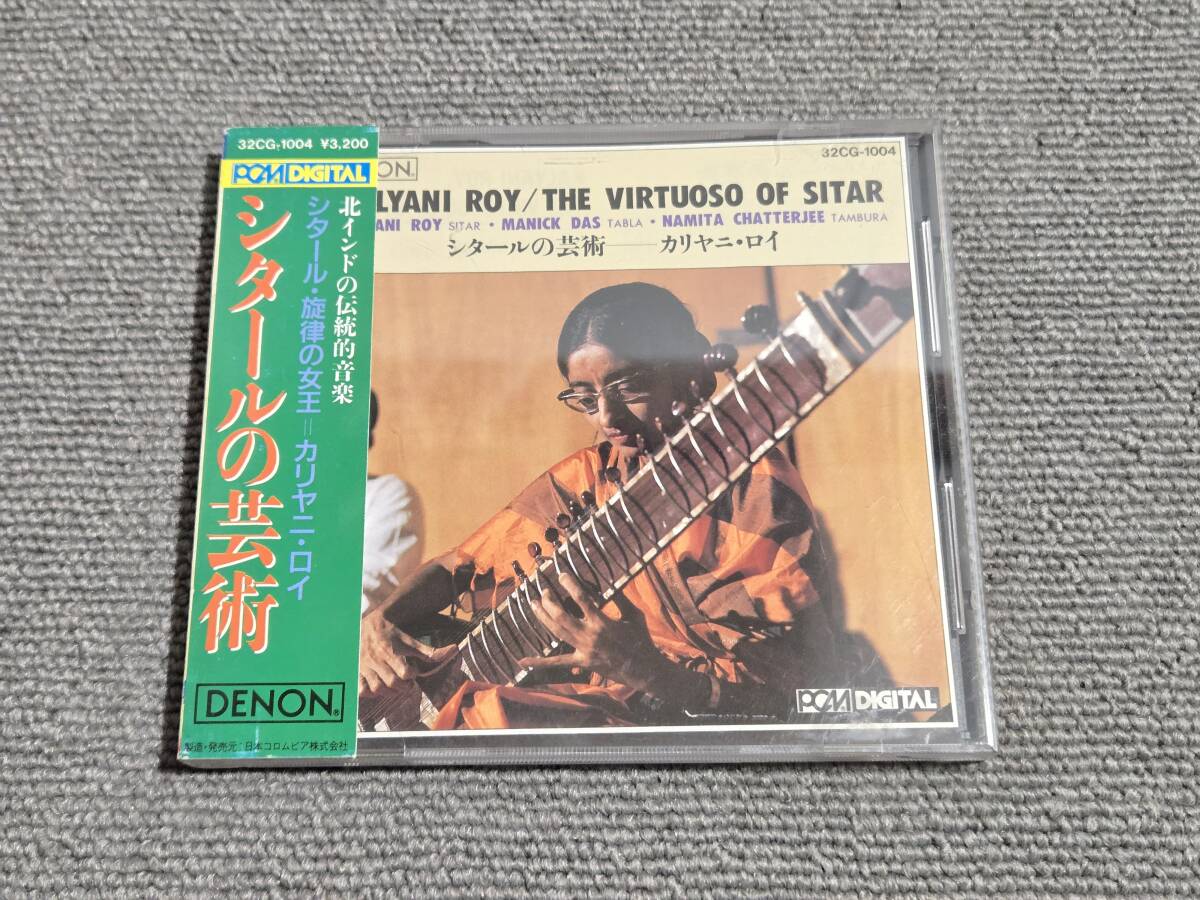 32CG-1004 ¥3,200
PCM DIGITAL
北インドの伝統的音楽
シタール・旋律の女王=カリヤニ・ロイ
シタールの芸術
DENON®
製造・発売元:日本コロムビア株式会社
ON®
32CG-1004
LYANI ROY/THE VIRTUOSO OF SITAR
ANI ROY SITAR・MANICK DAS TABLA・NAMITA CHATTERJEE TAMBURA
シタールの芸術——カリヤニ・ロイ
PCM DIGITAL